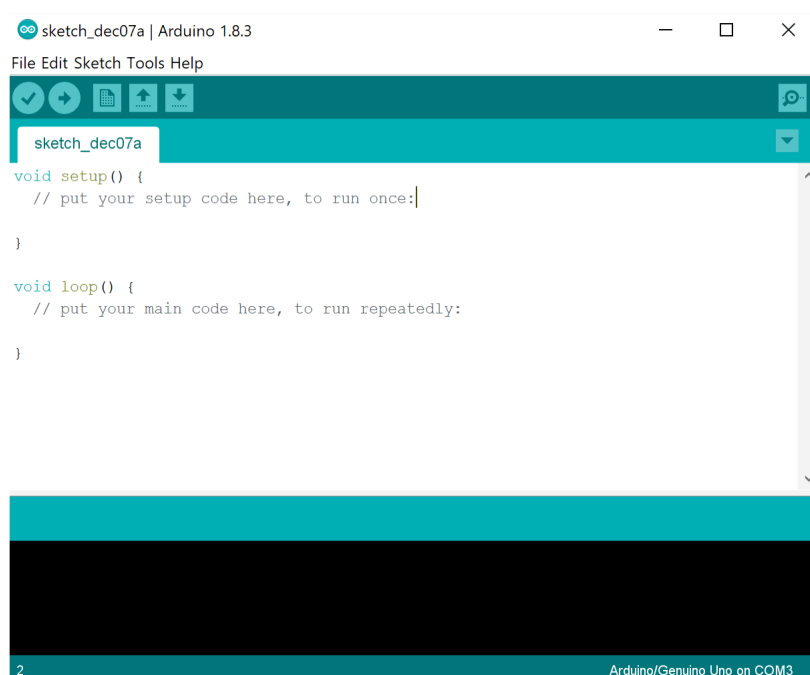 sketch_dec07a | Arduino 1.8.3
File Edit Sketch Tools Help
sketch_dec07a
void setup() {
  // put your setup code here, to run once:
}
void loop() {
  // put your main code here, to run repeatedly:
}
2
Arduino/Genuino Uno on COM3